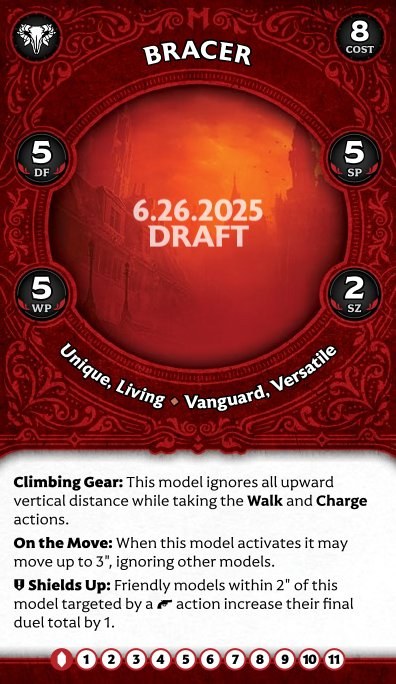 8
COST
BRACER
5
DF
5
SP
6.26.2025
DRAFT
5
WP
2
SZ
Unique, Living ◆ Vanguard, Versatile
Climbing Gear: This model ignores all upward
vertical distance while taking the Walk and Charge
actions.
On the Move: When this model activates it may
move up to 3", ignoring other models.
Shields Up: Friendly models within 2" of this
model targeted by a action increase their final
duel total by 1.
1 2 3 4 5 6 7 8 9 10 11